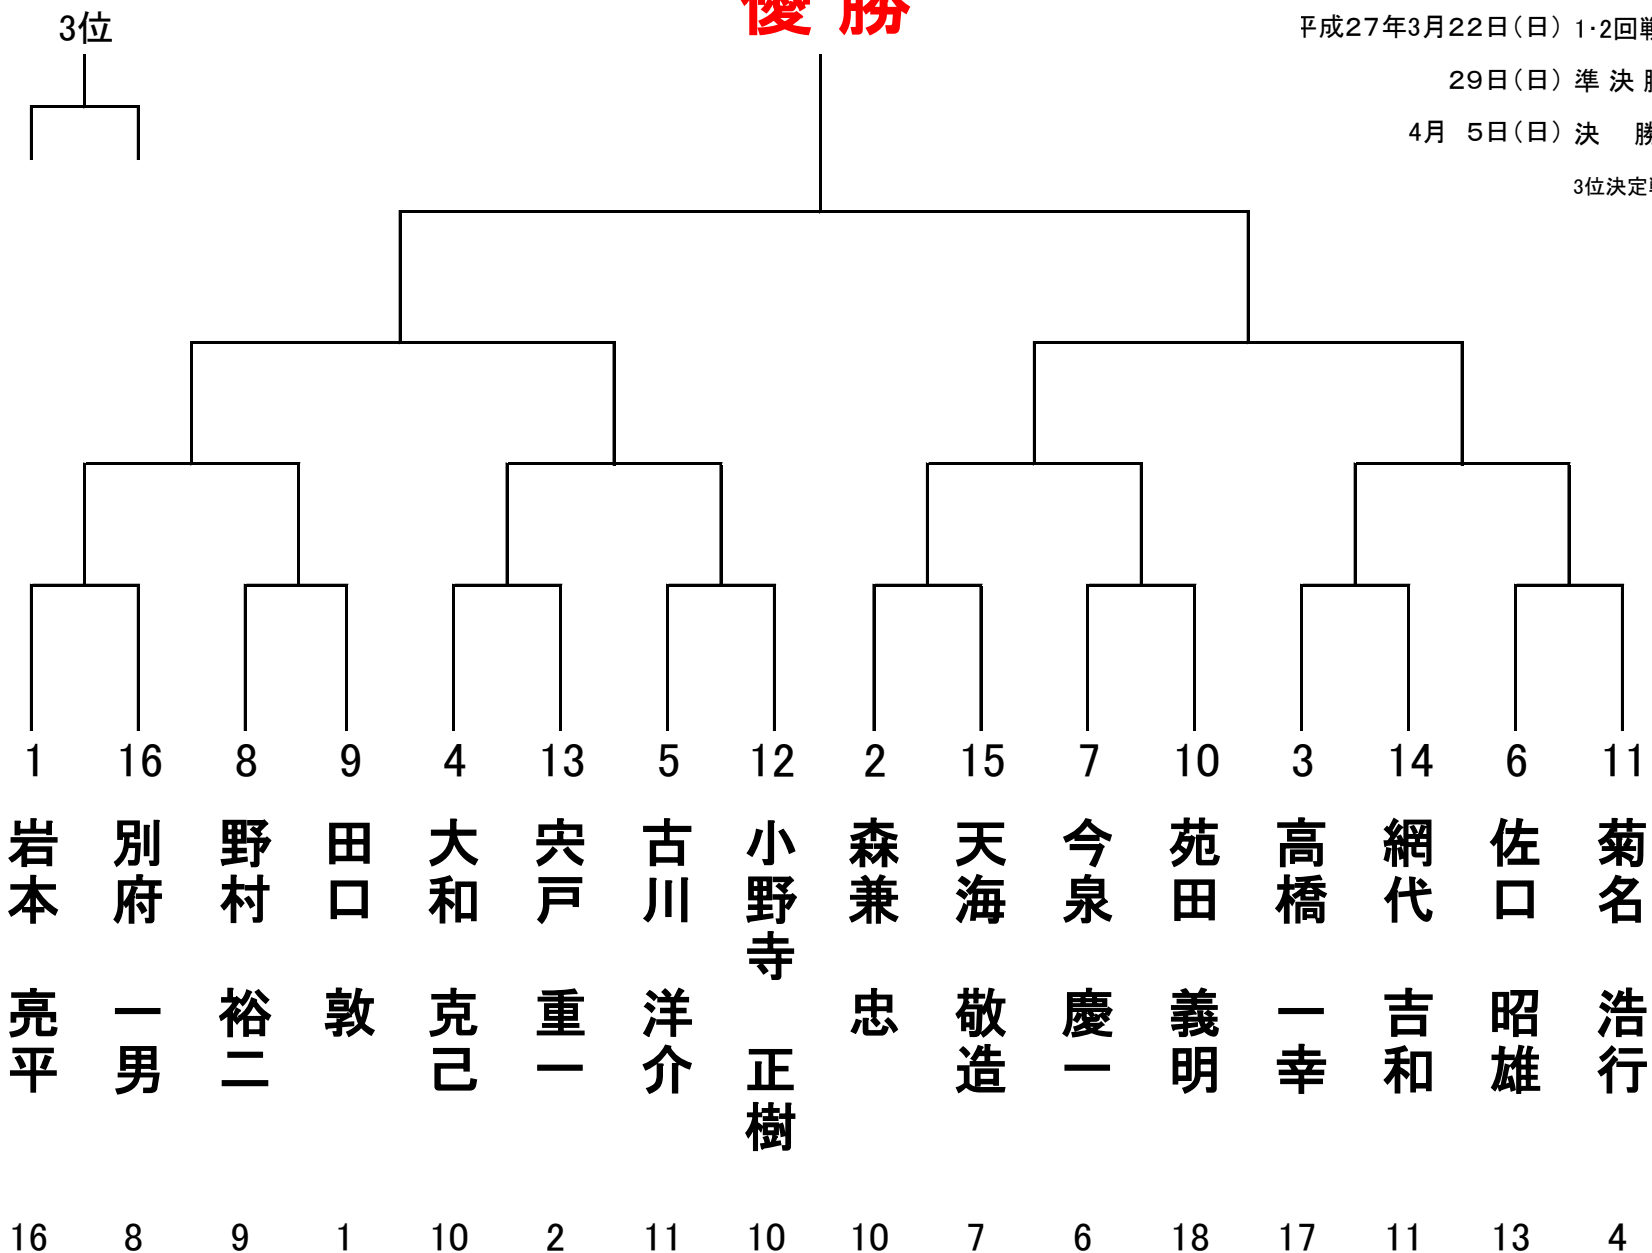 3位
優勝
平成27年3月22日(日) 1・2回戦
29日(日) 準決勝
4月 5日(日) 決 勝
3位決定戦
1 16 8 9 4 13 5 12 2 15 7 10 3 14 6 11
岩本 亮平
別府 一男
野村 裕二
田口 敦
大和 克己
宍戸 重一
古川 洋介
小野寺 正樹
森兼 忠
天海 敬造
今泉 慶一
苑田 義明
高橋 一幸
網代 吉和
佐口 昭雄
菊名 浩行
16 8 9 1 10 2 11 10 10 7 6 18 17 11 13 4